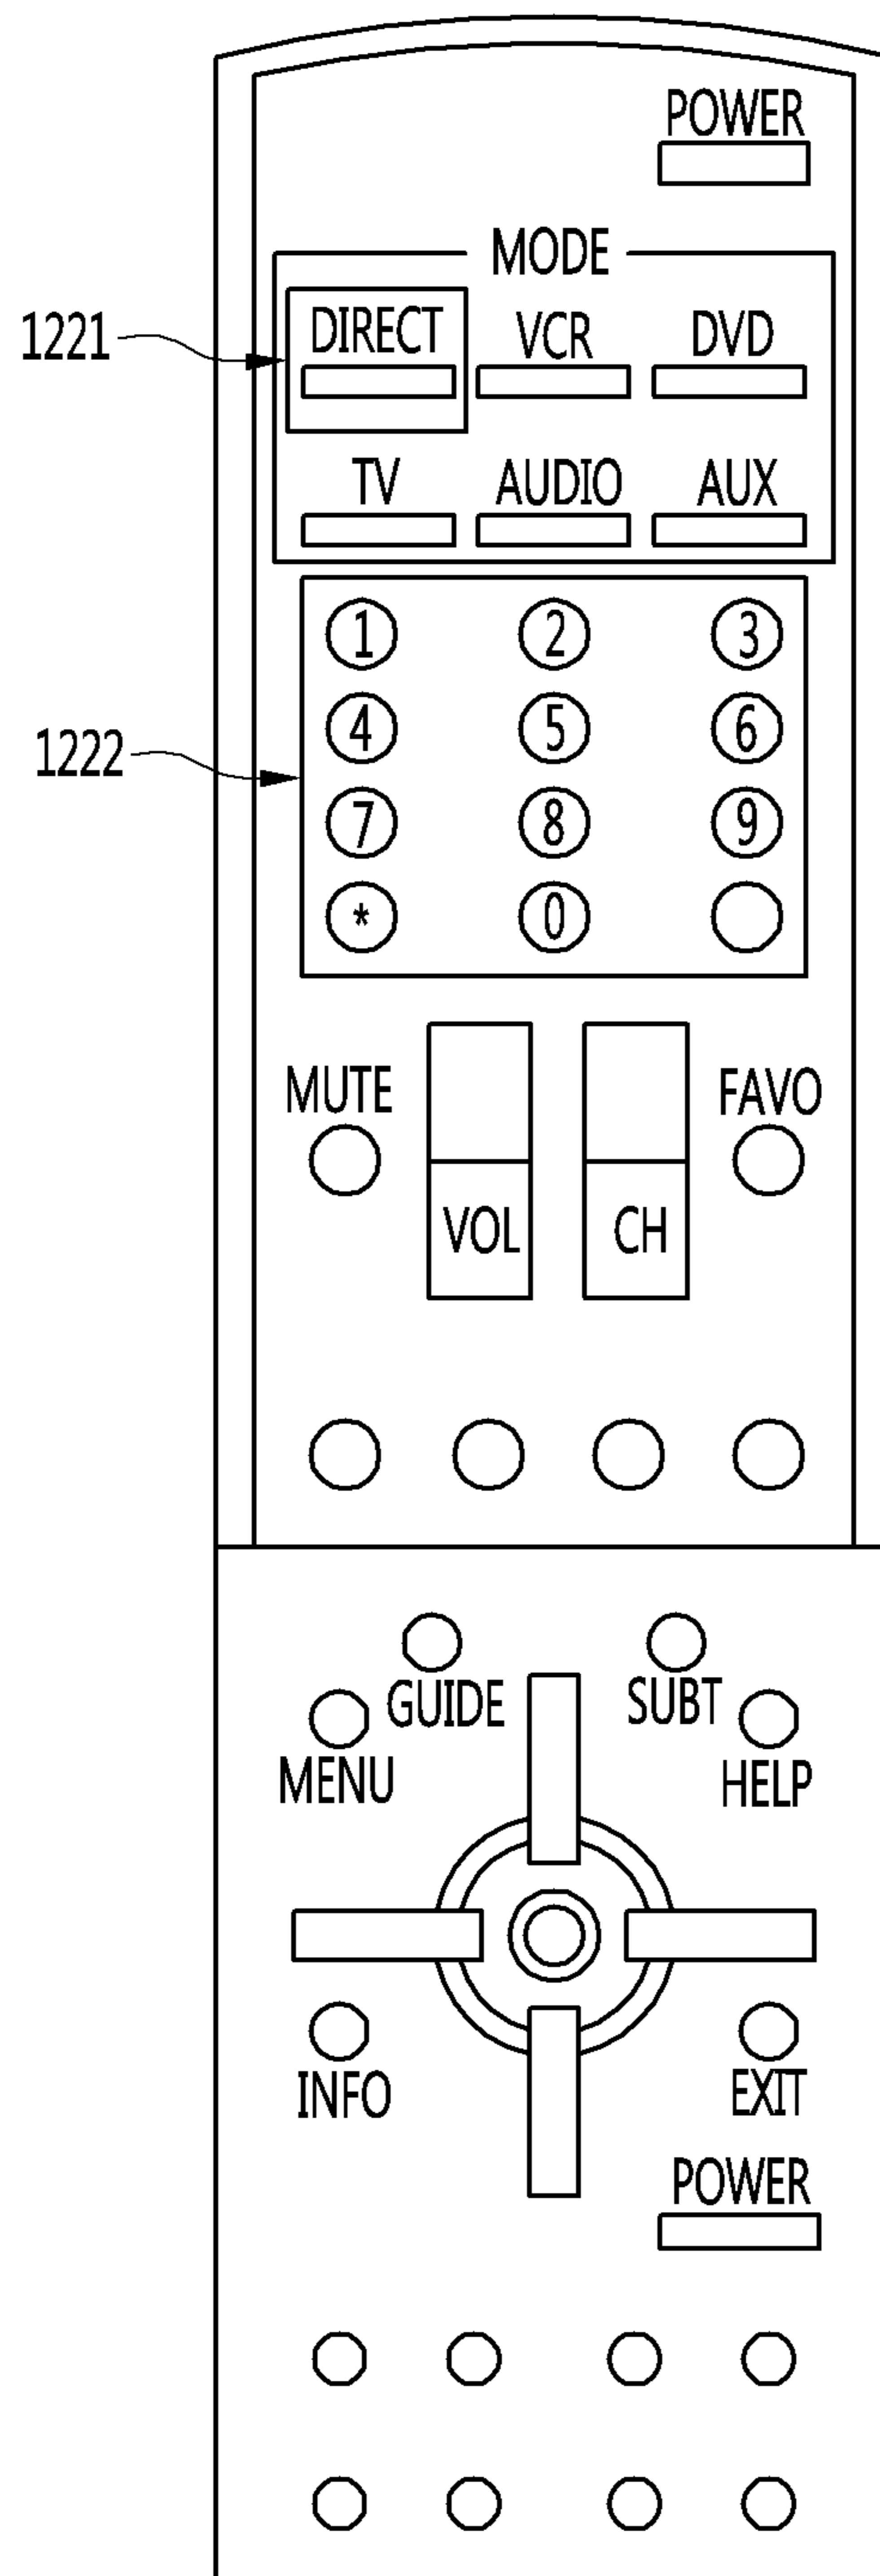 POWER
MODE
1221
DIRECT VCR DVD
TV AUDIO AUX
1 2 3
1222
4 5 6
7 8 9
* 0
MUTE FAVO
VOL CH
GUIDE SUBT
MENU HELP
INFO EXIT
POWER